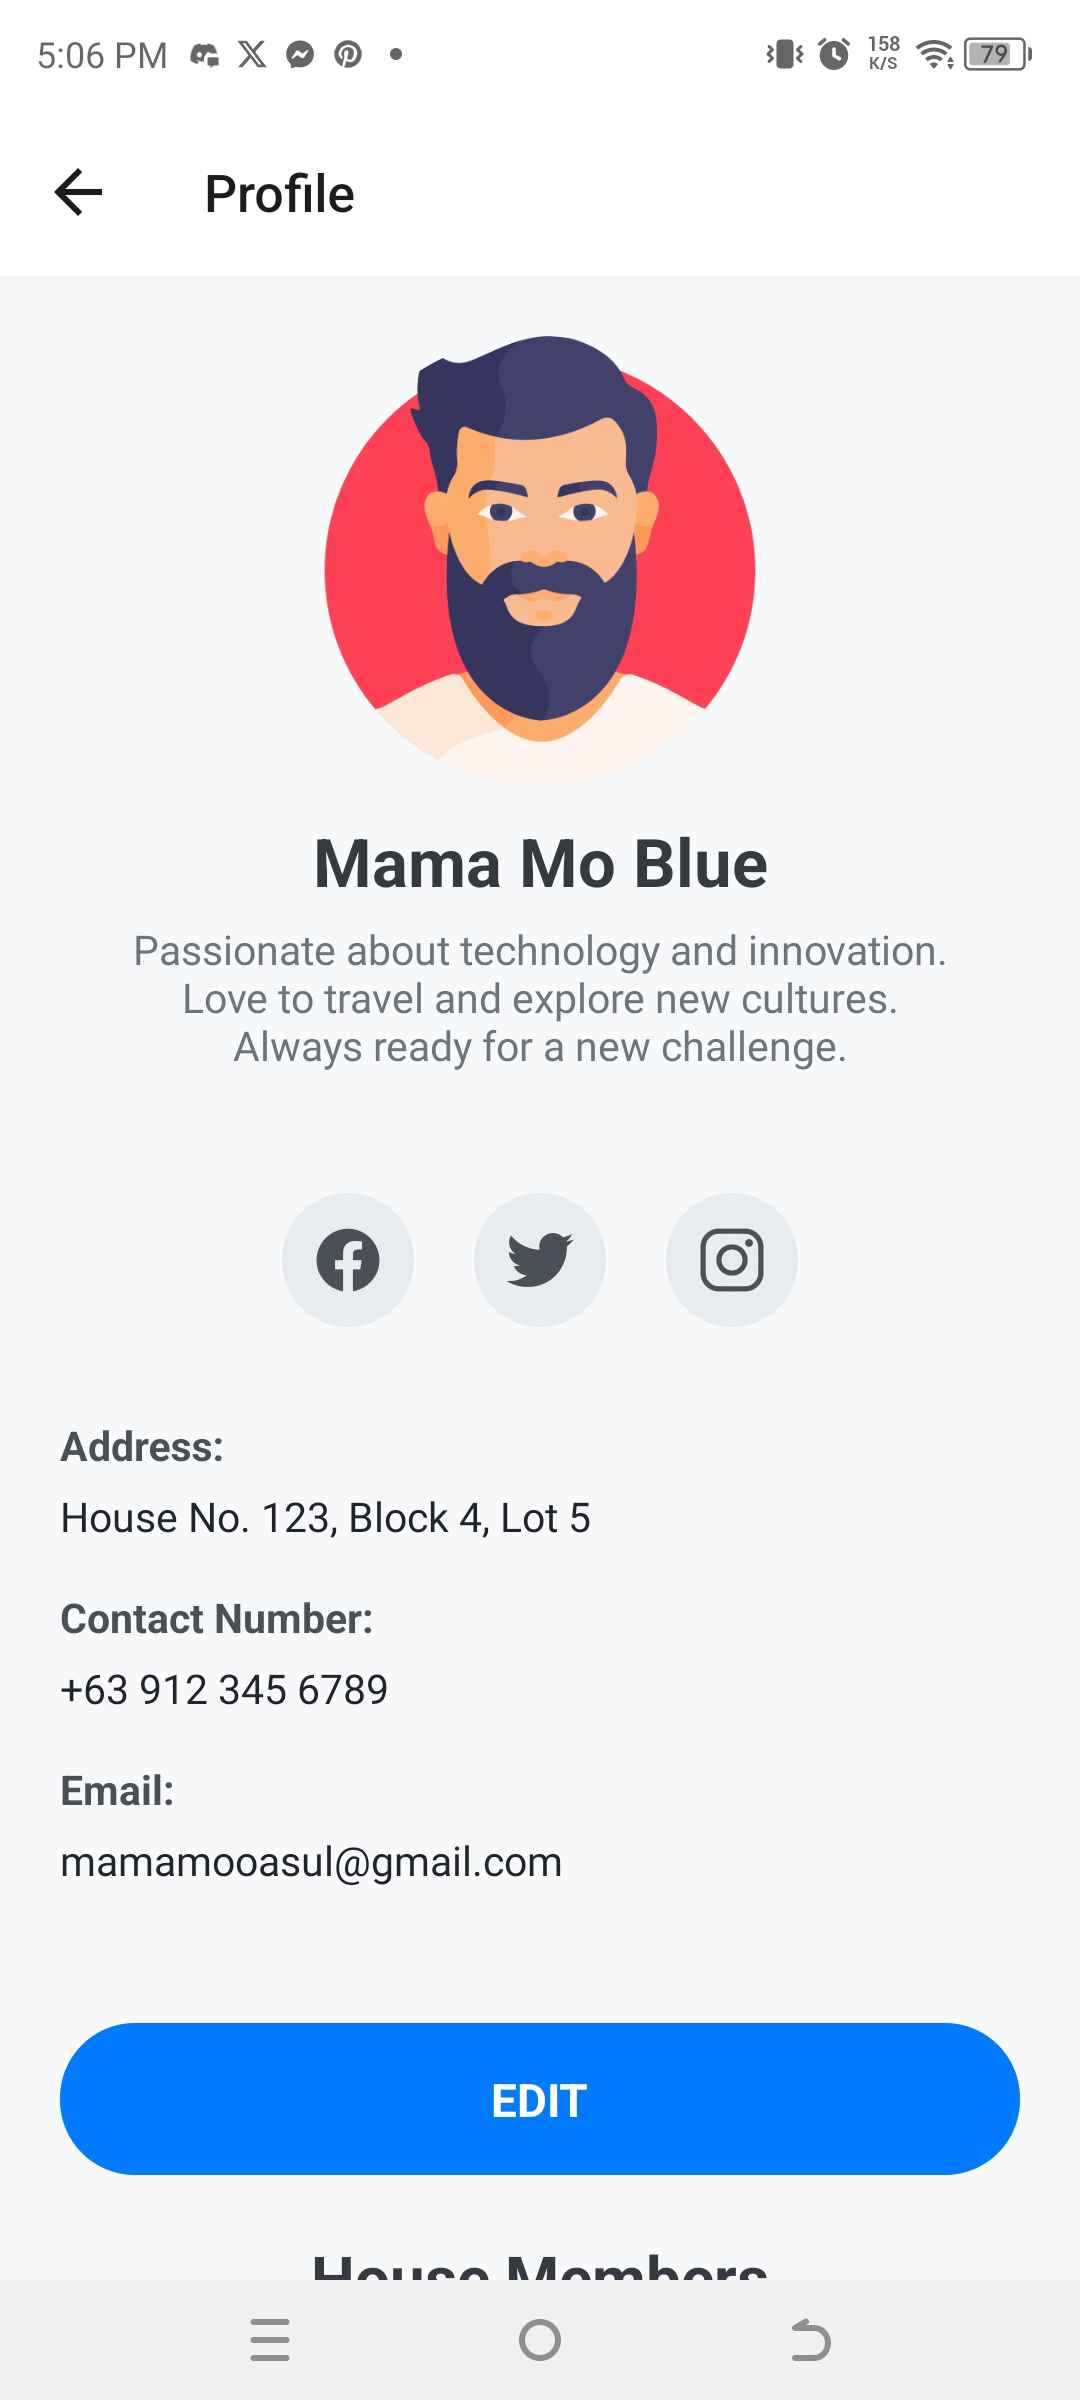 5:06 PM
158
K/S
79
Profile
Mama Mo Blue
Passionate about technology and innovation.
Love to travel and explore new cultures.
Always ready for a new challenge.
Address:
House No. 123, Block 4, Lot 5
Contact Number:
+63 912 345 6789
Email:
mamamooasul@gmail.com
EDIT
House Members